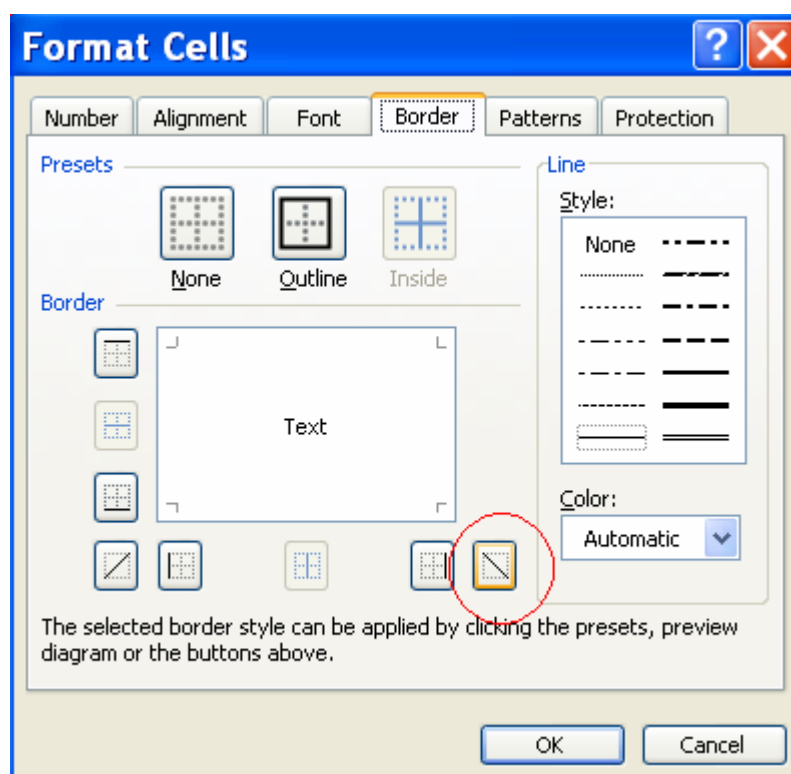 Format Cells
?
Number Alignment Font Border Patterns Protection
Presets
None Outline Inside
Border
Text
Line
Style:
None
Color:
Automatic
The selected border style can be applied by clicking the presets, preview
diagram or the buttons above.
OK Cancel